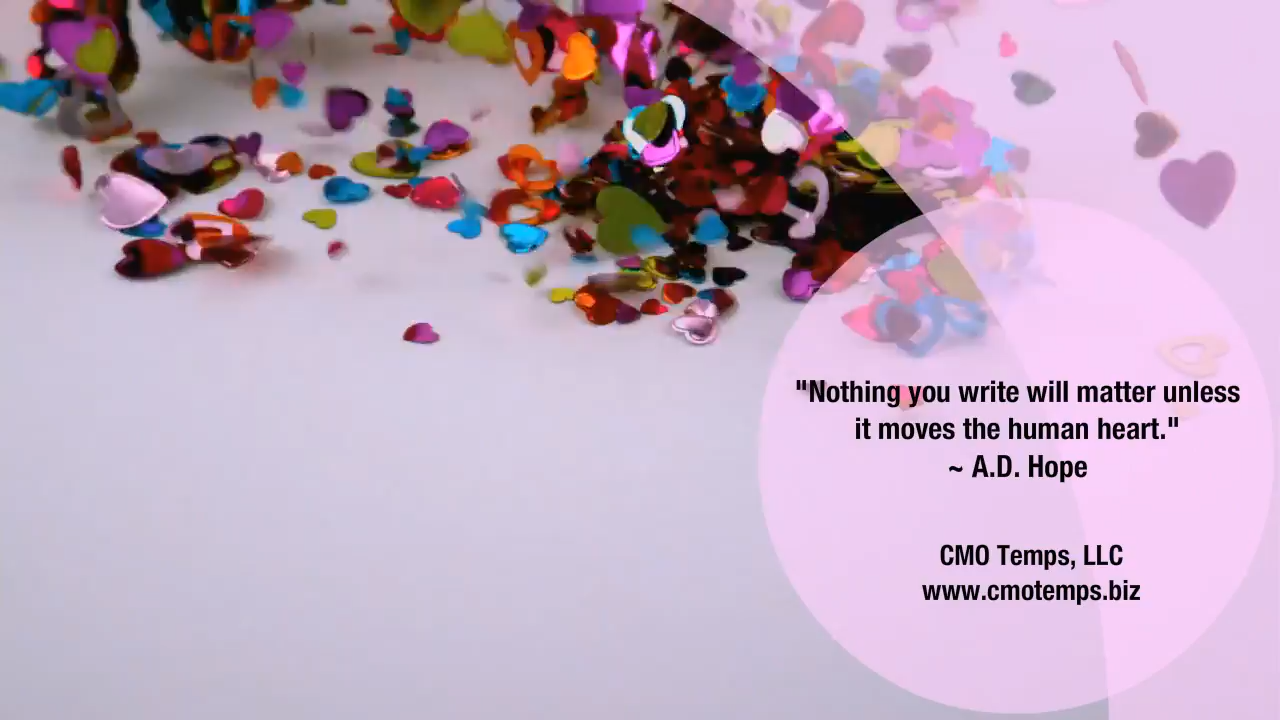 "Nothing you write will matter unless
it moves the human heart."
~ A.D. Hope
CMO Temps, LLC
www.cmotemps.biz